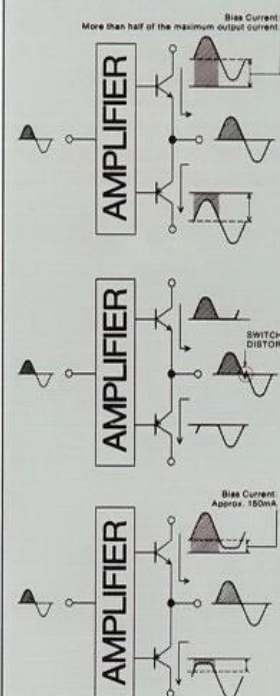 Bias Current:
More than half of the maximum output current.
AMPLIFIER
AMPLIFIER
SWITCH
DISTOR
Bias Current:
Approx. 150mA
AMPLIFIER